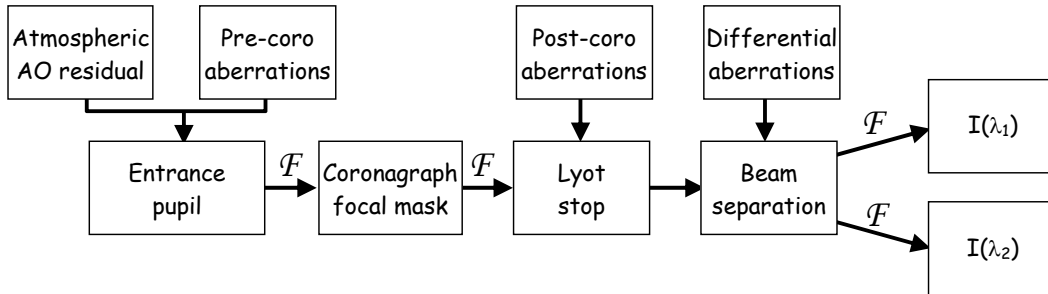 Atmospheric
AO residual
Pre-coro
aberrations
Post-coro
aberrations
Differential
aberrations
Entrance
pupil
ℱ
Coronagraph
focal mask
ℱ
Lyot
stop
Beam
separation
ℱ
I(λ₁)
ℱ
I(λ₂)